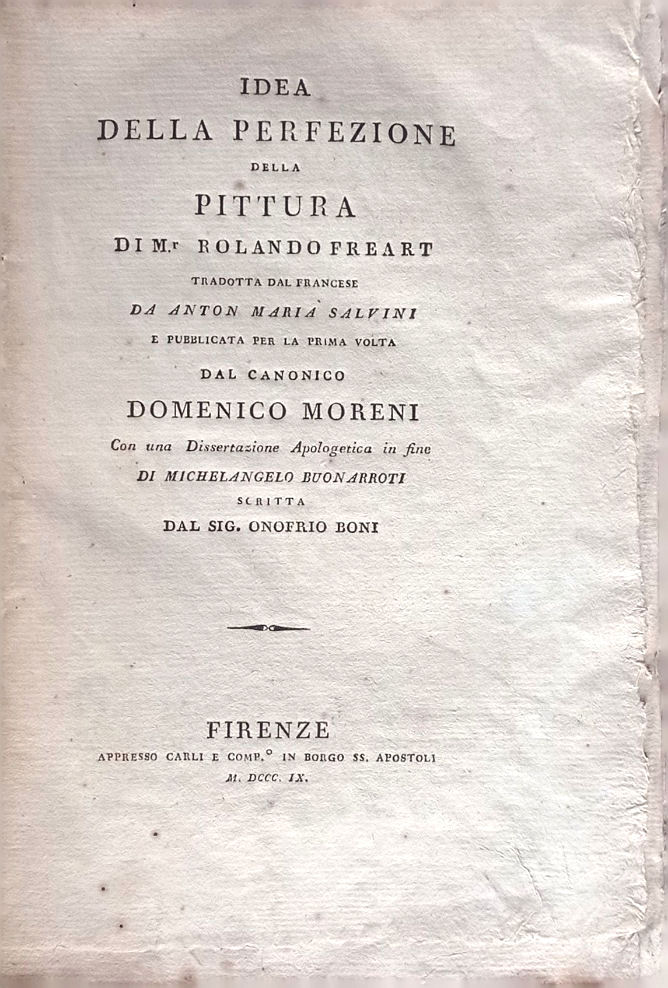 IDEA
DELLA PERFEZIONE
DELLA
PITTURA
DI M.r ROLANDO FREART
TRADOTTA DAL FRANCESE
DA ANTON MARIA SALVINI
E PUBBLICATA PER LA PRIMA VOLTA
DAL CANONICO
DOMENICO MORENI
Con una Dissertazione Apologetica in fine
DI MICHELANGELO BUONARROTI
SCRITTA
DAL SIG. ONOFRIO BONI
FIRENZE
APPRESSO CARLI E COMP.° IN BORGO SS. APOSTOLI
M. DCCC. IX.